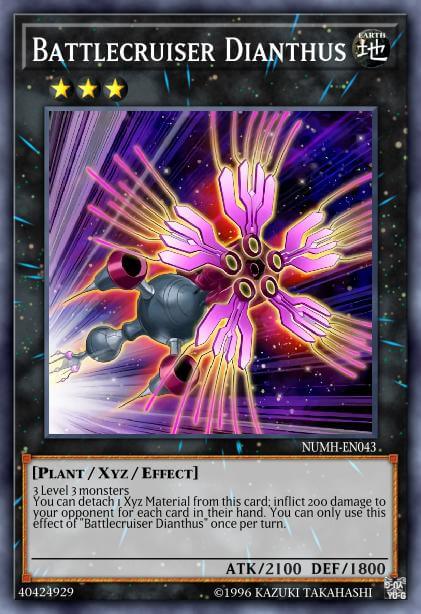 BATTLECRUISER DIANTHUS
EARTH
地
NUMH-EN043
[PLANT / XYZ / EFFECT]
3 Level 3 monsters
You can detach 1 Xyz Material from this card; inflict 200 damage to
your opponent for each card in their hand. You can only use this
effect of "Battlecruiser Dianthus" once per turn.
ATK/2100 DEF/1800
40424929
©1996 KAZUKI TAKAHASHI